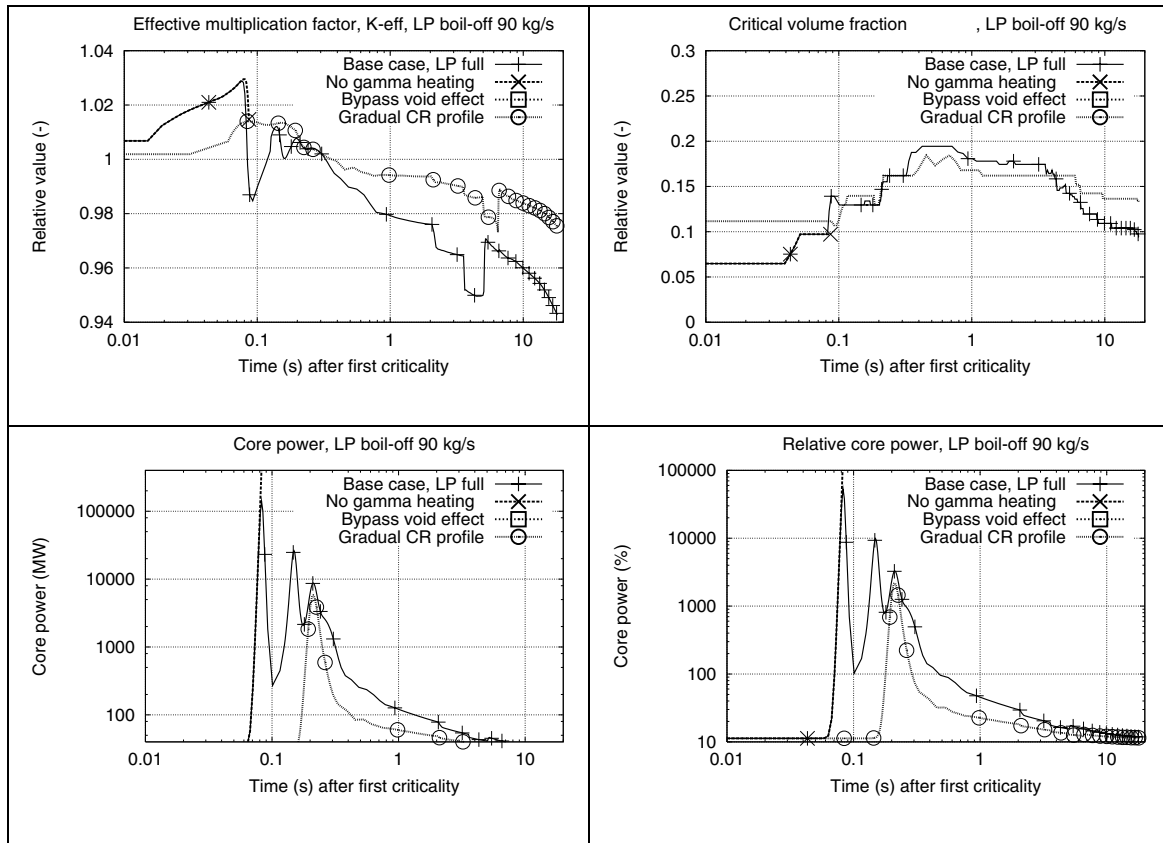 Effective multiplication factor, K-eff, LP boil-off 90 kg/s
1.04
1.02
1
0.98
0.96
0.94
Relative value (-)
Base case, LP full
No gamma heating
Bypass void effect
Gradual CR profile
0.01 0.1 1 10
Time (s) after first criticality
Critical volume fraction , LP boil-off 90 kg/s
0.3
0.25
0.2
0.15
0.1
0.05
0
Relative value (-)
Base case, LP full
No gamma heating
Bypass void effect
Gradual CR profile
0.01 0.1 1 10
Time (s) after first criticality
Core power, LP boil-off 90 kg/s
100000
10000
1000
100
Core power (MW)
Base case, LP full
No gamma heating
Bypass void effect
Gradual CR profile
0.01 0.1 1 10
Time (s) after first criticality
Relative core power, LP boil-off 90 kg/s
100000
10000
1000
100
10
Core power (%)
Base case, LP full
No gamma heating
Bypass void effect
Gradual CR profile
0.01 0.1 1 10
Time (s) after first criticality